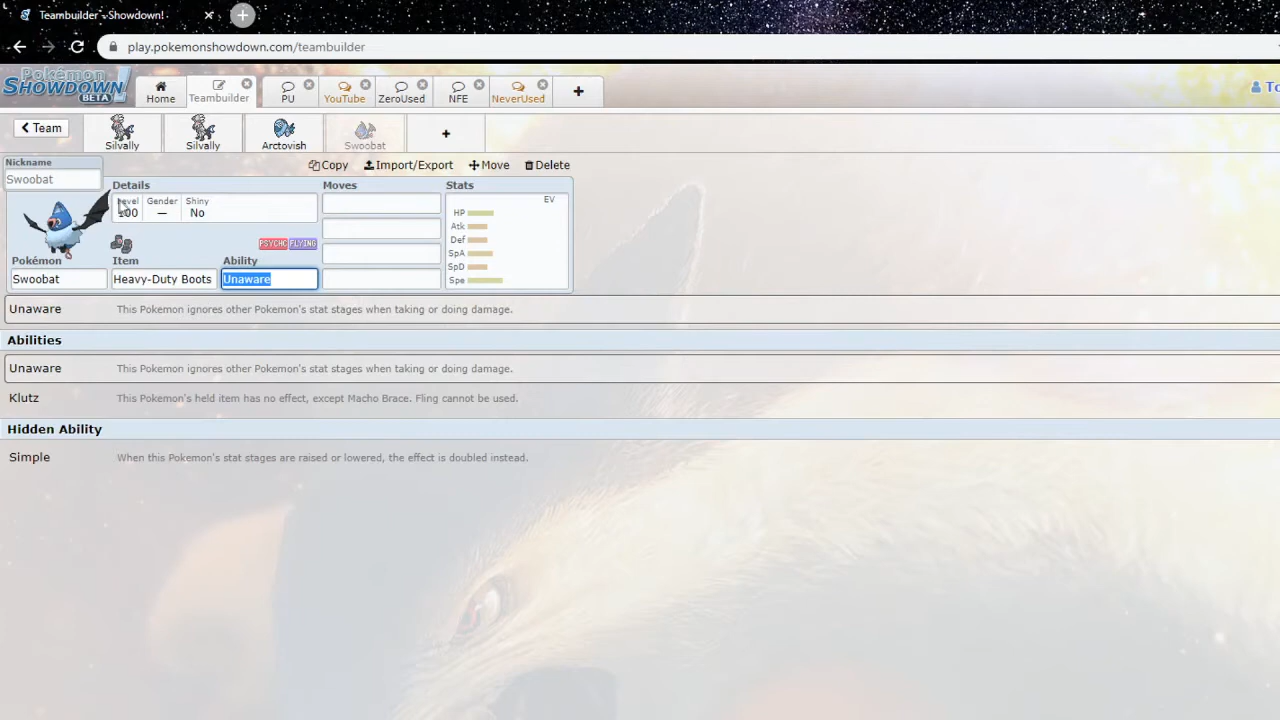 Teambuilder - Showdown!
play.pokemonshowdown.com/teambuilder
Pokémon
SHOWDOWN!
BETA
Home
Teambuilder
PU
YouTube
ZeroUsed
NFE
NeverUsed
To
Team
Silvally
Silvally
Arctovish
Swoobat
Copy
Import/Export
Move
Delete
Nickname
Swoobat
Details
Moves
Stats
EV
Level Gender Shiny
100 — No
HP
Atk
Def
SpA
SpD
Spe
PSYCHC FLYING
Pokémon Item Ability
Swoobat Heavy-Duty Boots Unaware
Unaware This Pokemon ignores other Pokemon's stat stages when taking or doing damage.
Abilities
Unaware This Pokemon ignores other Pokemon's stat stages when taking or doing damage.
Klutz This Pokemon's held item has no effect, except Macho Brace. Fling cannot be used.
Hidden Ability
Simple When this Pokemon's stat stages are raised or lowered, the effect is doubled instead.